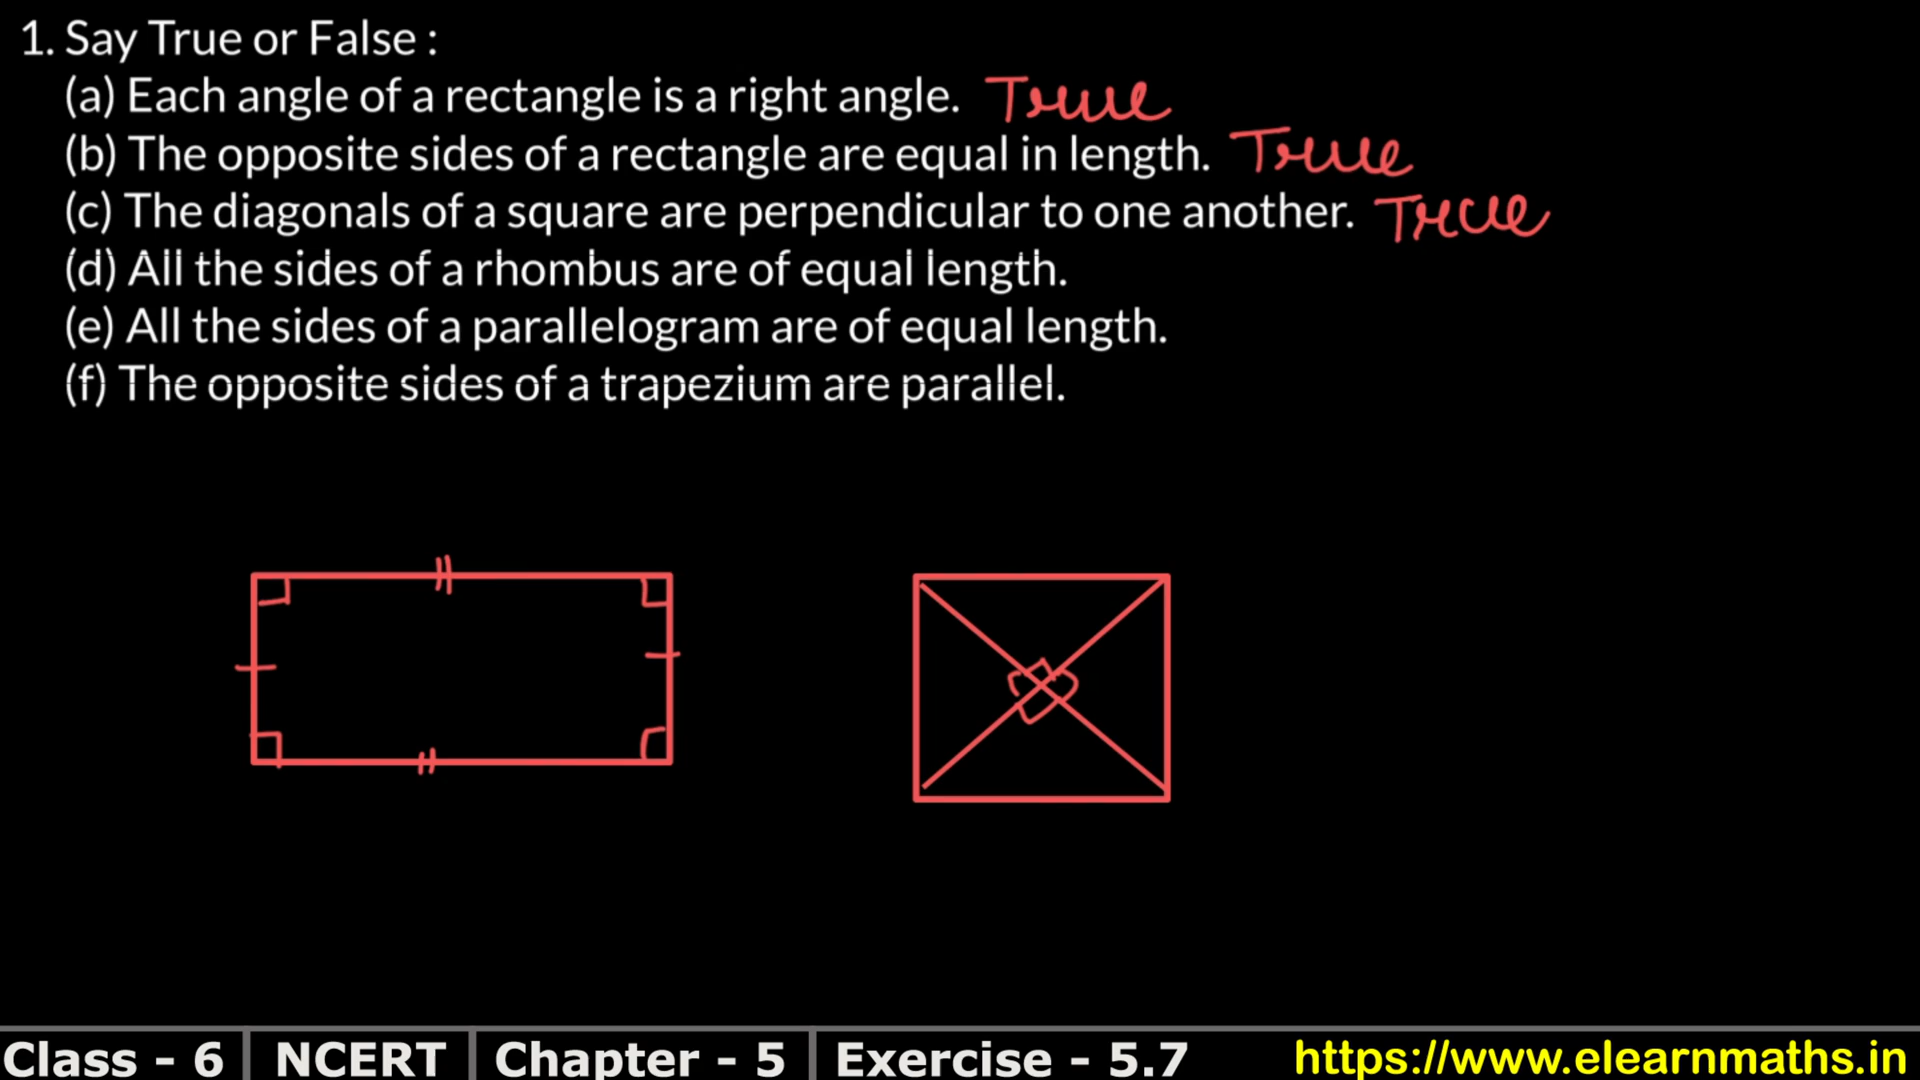 1. Say True or False :
(a) Each angle of a rectangle is a right angle. True
(b) The opposite sides of a rectangle are equal in length. True
(c) The diagonals of a square are perpendicular to one another. True
(d) All the sides of a rhombus are of equal length.
(e) All the sides of a parallelogram are of equal length.
(f) The opposite sides of a trapezium are parallel.
Class - 6 NCERT Chapter - 5 Exercise - 5.7 https://www.elearnmaths.in